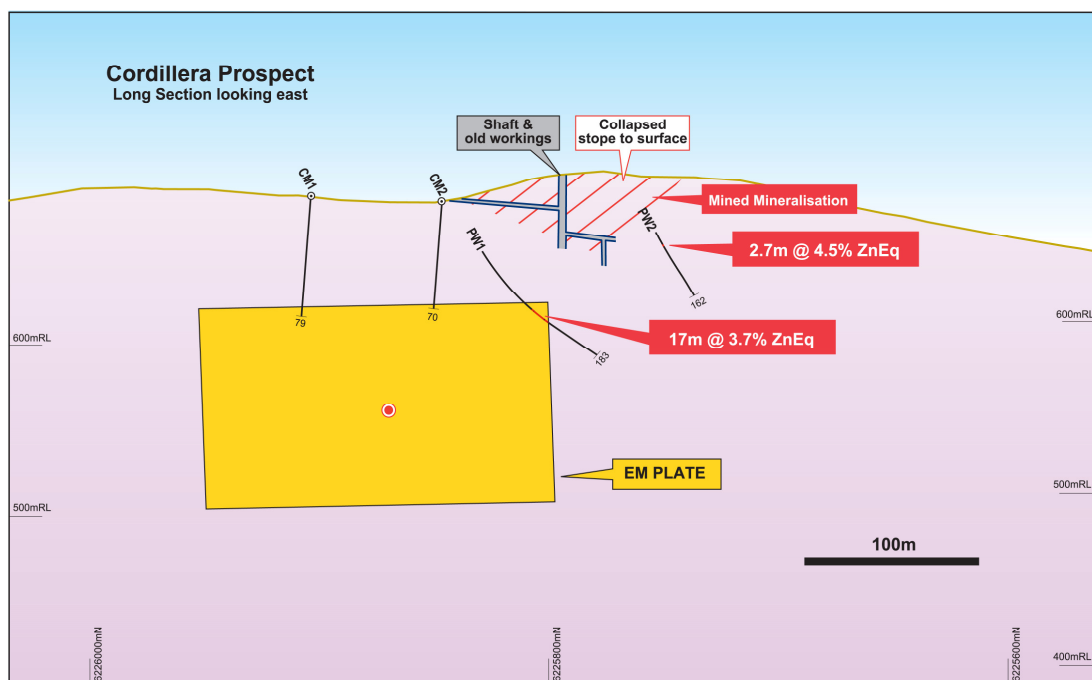 Cordillera Prospect
Long Section looking east
Shaft &
old workings
Collapsed
stope to surface
CM1
CM2
Mined Mineralisation
PW2
PW1
2.7m @ 4.5% ZnEq
162
79
70
600mRL
17m @ 3.7% ZnEq
600mRL
183
EM PLATE
500mRL
500mRL
100m
6226000mN
6225800mN
6225600mN
400mRL